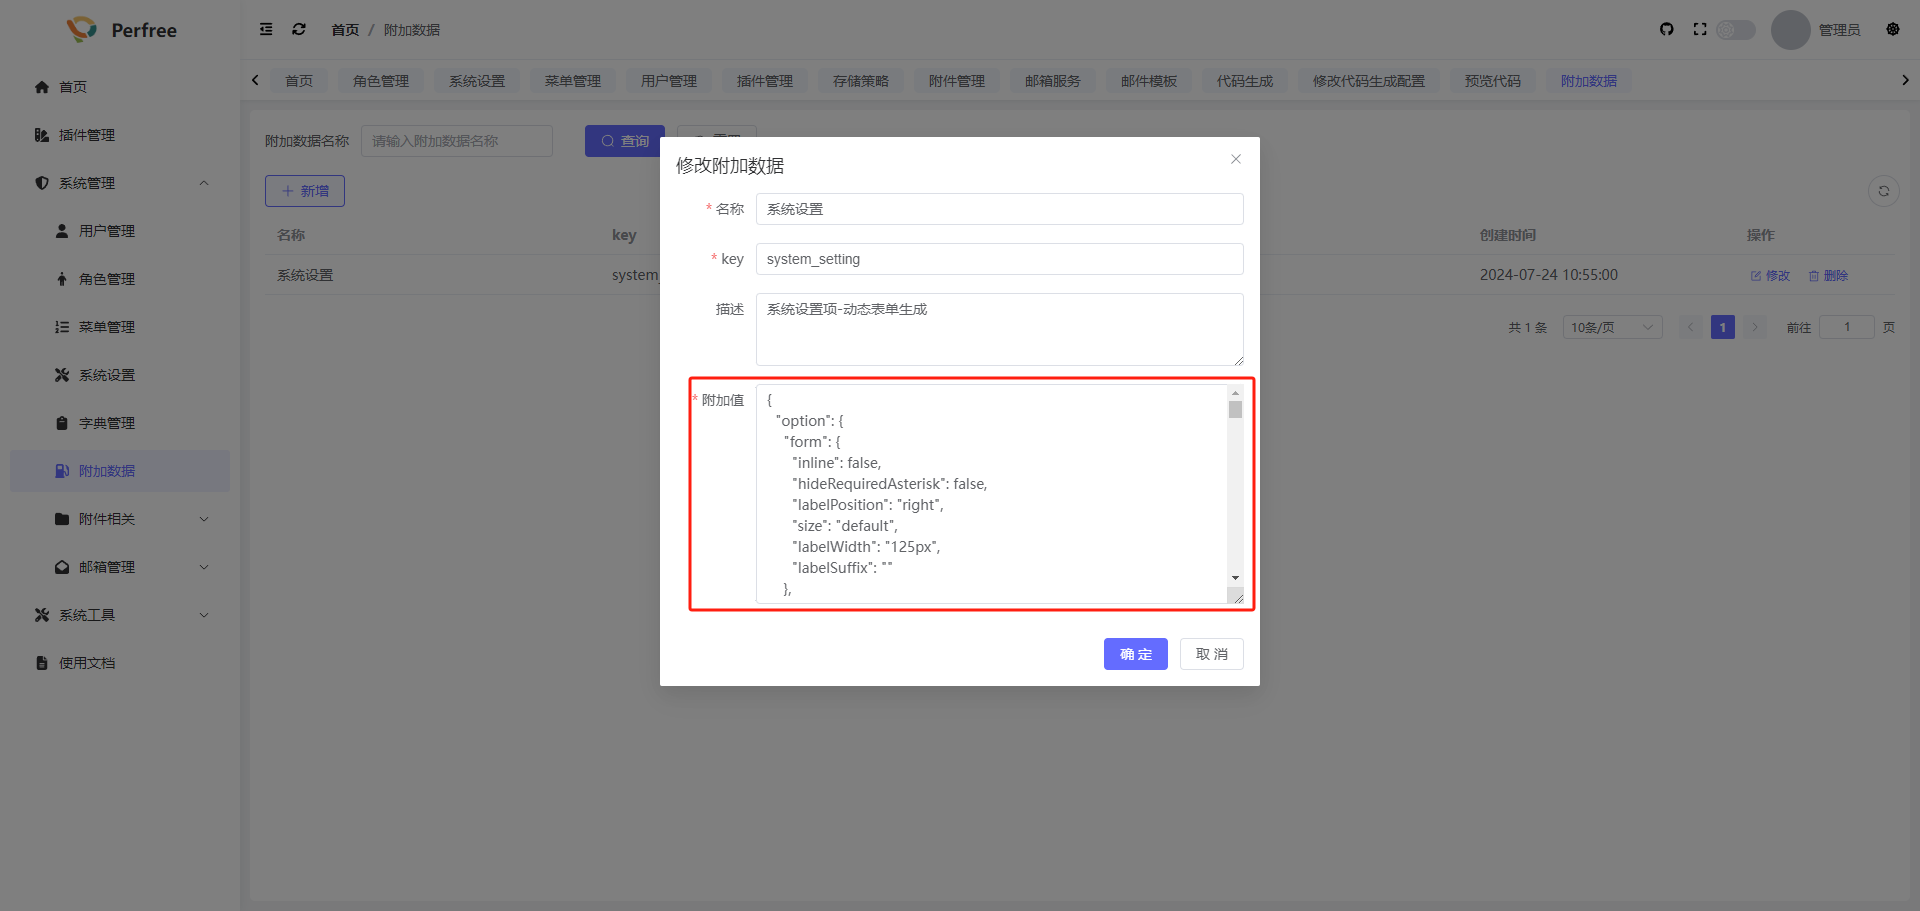 Perfree
首页 / 附加数据
管理员
首页
角色管理
系统设置
菜单管理
用户管理
插件管理
存储策略
附件管理
邮箱服务
邮件模板
代码生成
修改代码生成配置
预览代码
附加数据
首页
插件管理
系统管理
用户管理
角色管理
菜单管理
系统设置
字典管理
附加数据
附件相关
邮箱管理
系统工具
使用文档
附加数据名称
请输入附加数据名称
查询
新增
名称
key
创建时间
操作
系统设置
system_
2024-07-24 10:55:00
修改
删除
共 1 条
10条/页
1
前往
1
页
修改附加数据
* 名称
系统设置
* key
system_setting
描述
系统设置项-动态表单生成
* 附加值
{
"option": {
"form": {
"inline": false,
"hideRequiredAsterisk": false,
"labelPosition": "right",
"size": "default",
"labelWidth": "125px",
"labelSuffix": ""
},
确 定
取 消